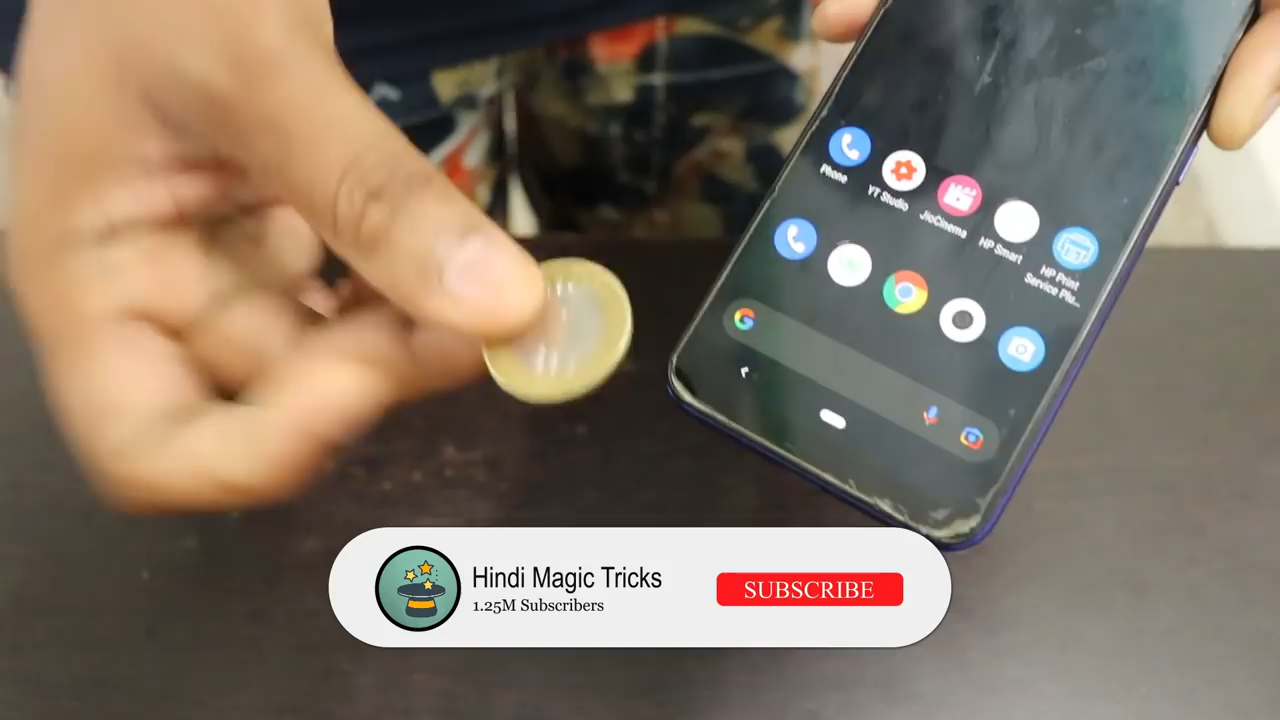 Phone
YT Studio
JioCinema
HP Smart
HP Print
Service Plu...
Hindi Magic Tricks
1.25M Subscribers
SUBSCRIBE